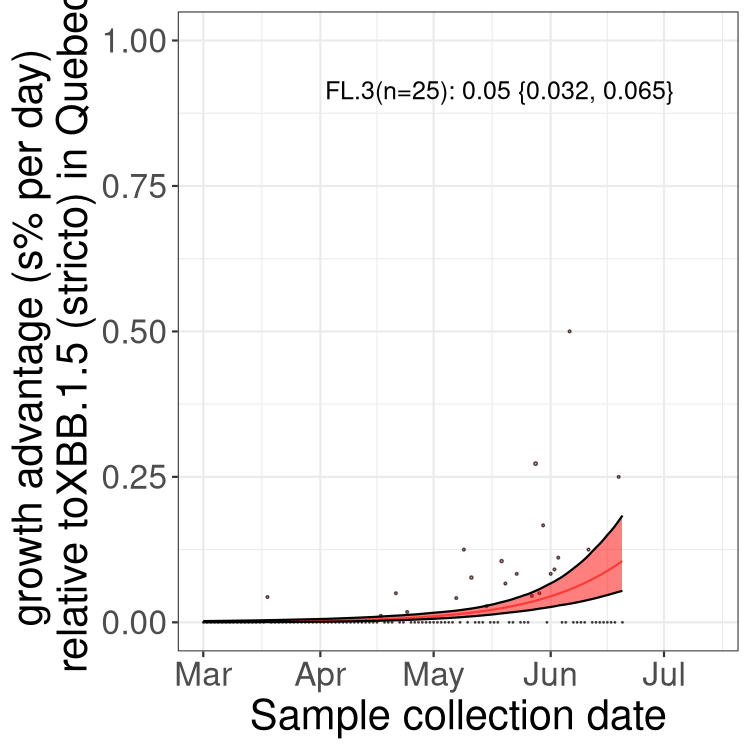 growth advantage (s% per day)
relative toXBB.1.5 (stricto) in Quebec
1.00
0.75
0.50
0.25
0.00
FL.3(n=25): 0.05 {0.032, 0.065}
Mar Apr May Jun Jul
Sample collection date